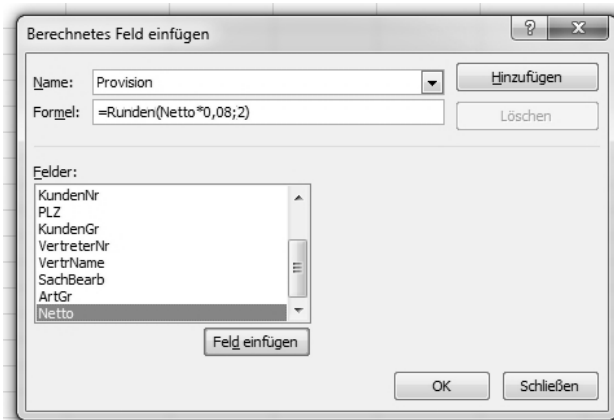 Berechnetes Feld einfügen
Name: Provision Hinzufügen
Formel: =Runden(Netto*0,08;2) Löschen
Felder:
KundenNr
PLZ
KundenGr
VertreterNr
VertrName
SachBearb
ArtGr
Netto
Feld einfügen
OK Schließen